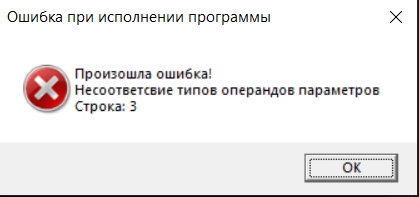 Ошибка при исполнении программы
Произошла ошибка!
Несоответсвие типов операндов параметров
Строка: 3
OK